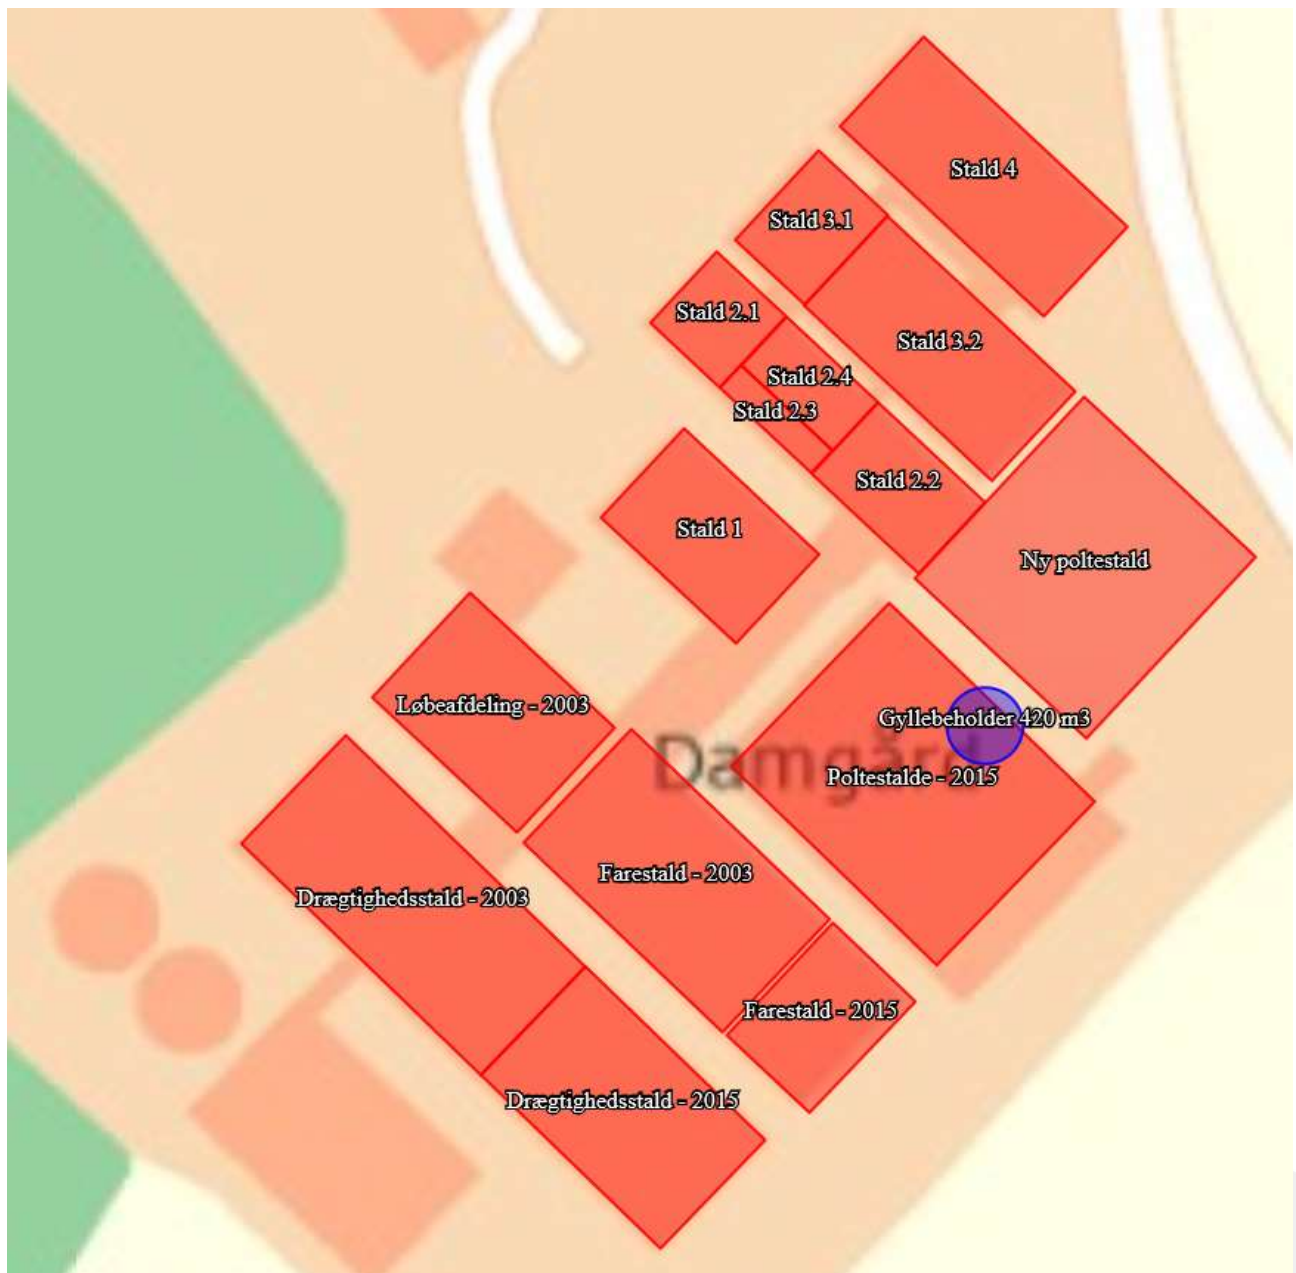 Stald 4
Stald 3.1
Stald 2.1
Stald 3.2
Stald 2.4
Stald 2.3
Stald 2.2
Stald 1
Ny poltestald
Løbeafdeling - 2003
Gyllebeholder 420 m3
Damgård
Poltestalde - 2015
Farestald - 2003
Drægtighedsstald - 2003
Farestald - 2015
Drægtighedsstald - 2015